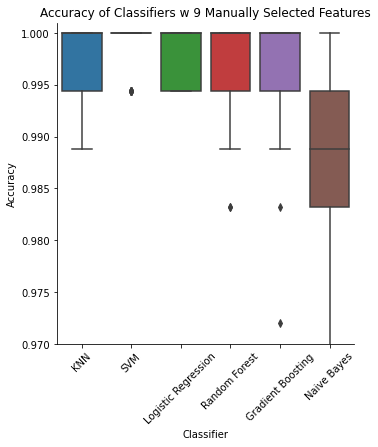 Accuracy of Classifiers w 9 Manually Selected Features
1.000
0.995
0.990
0.985
0.980
0.975
0.970
Accuracy
KNN
SVM
Logistic Regression
Random Forest
Gradient Boosting
Naive Bayes
Classifier